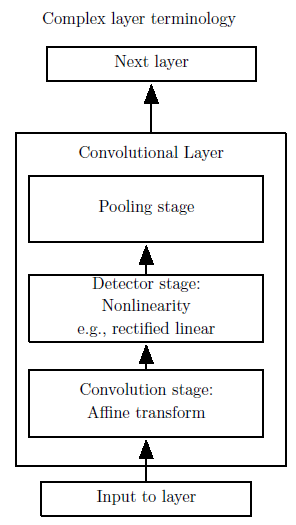 Complex layer terminology
Next layer
Convolutional Layer
Pooling stage
Detector stage:
Nonlinearity
e.g., rectified linear
Convolution stage:
Affine transform
Input to layer